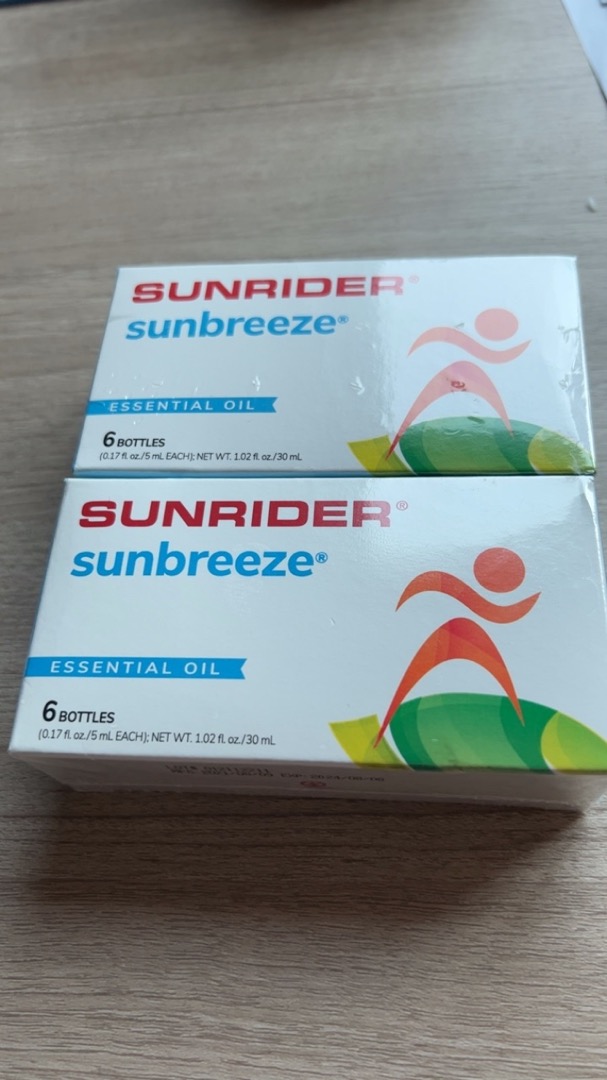 SUNRIDER®
sunbreeze®
ESSENTIAL OIL
6 BOTTLES
(0.17 fl. oz./5 mL EACH); NET WT. 1.02 fl. oz./30 mL
SUNRIDER®
sunbreeze®
ESSENTIAL OIL
6 BOTTLES
(0.17 fl. oz./5 mL EACH); NET WT. 1.02 fl. oz./30 mL